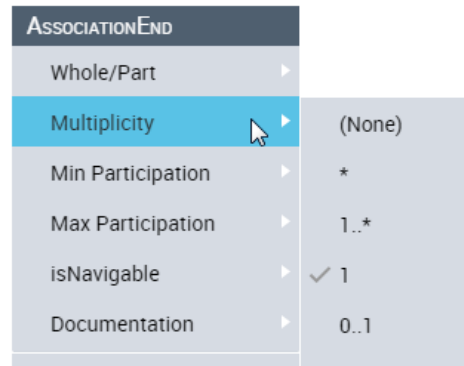 AssociationEnd
Whole/Part
Multiplicity
(None)
Min Participation
*
Max Participation
1..*
isNavigable
1
Documentation
0..1